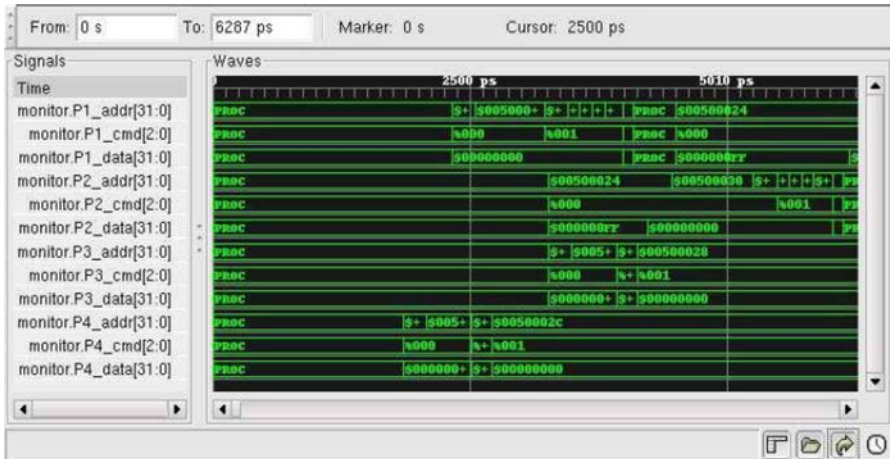 From: 0 s To: 6287 ps Marker: 0 s Cursor: 2500 ps
Signals Waves
Time 2500 ps 5010 ps
monitor.P1_addr[31:0] PROC $+ $005000+ $+ + + + + PROC $00500024
monitor.P1_cmd[2:0] PROC %000 %001 PROC %000
monitor.P1_data[31:0] PROC $00000000 PROC $000000FF $
monitor.P2_addr[31:0] PROC $00500024 $00500030 $+ + + + $+ PR
monitor.P2_cmd[2:0] PROC %000 %001 PR
monitor.P2_data[31:0] PROC $000000FF $00000000 PR
monitor.P3_addr[31:0] PROC $+ $005+ $+ $00500028
monitor.P3_cmd[2:0] PROC %000 %+ %001
monitor.P3_data[31:0] PROC $000000+ $+ $00000000
monitor.P4_addr[31:0] PROC $+ $005+ $+ $0050002c
monitor.P4_cmd[2:0] PROC %000 %+ %001
monitor.P4_data[31:0] PROC $000000+ $+ $00000000